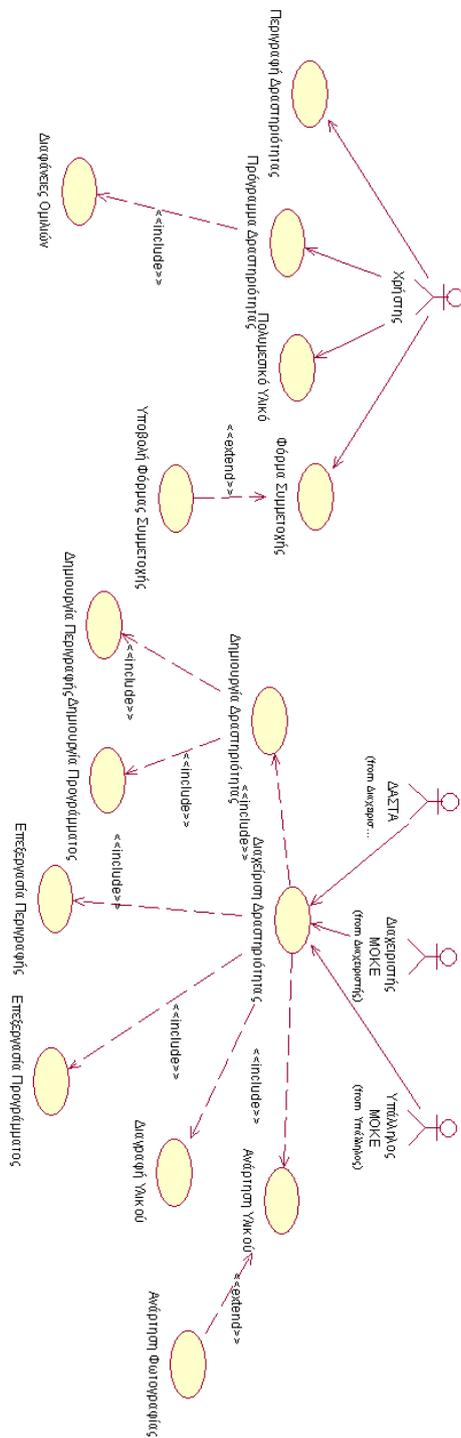 Χρήστης
Περιγραφή Δραστηριότητας
Πρόγραμμα Δραστηριότητας
Πολυμεσικό Υλικό
Φόρμα Συμμετοχής
<<include>>
Διαφάνειες Ομιλιών
<<extend>>
Υποβολή Φόρμας Συμμετοχής
ΔΑΣΤΑ
(from Διαχειρισ...
Διαχειριστής
ΜΟΚΕ
(from Διαχειριστής)
Υπάλληλος
ΜΟΚΕ
(from Υπάλληλος)
Διαχείριση Δραστηριότητας
<<include>>
Δημιουργία Δραστηριότητας
<<include>>
Ανάρτηση Υλικού
<<include>>
<<include>>
Δημιουργία Περιγραφής
Δημιουργία Προγράμματος
<<include>>
Επεξεργασία Περιγραφής
<<include>>
Επεξεργασία Προγράμματος
Διαγραφή Υλικού
<<extend>>
Ανάρτηση Φωτογραφίας